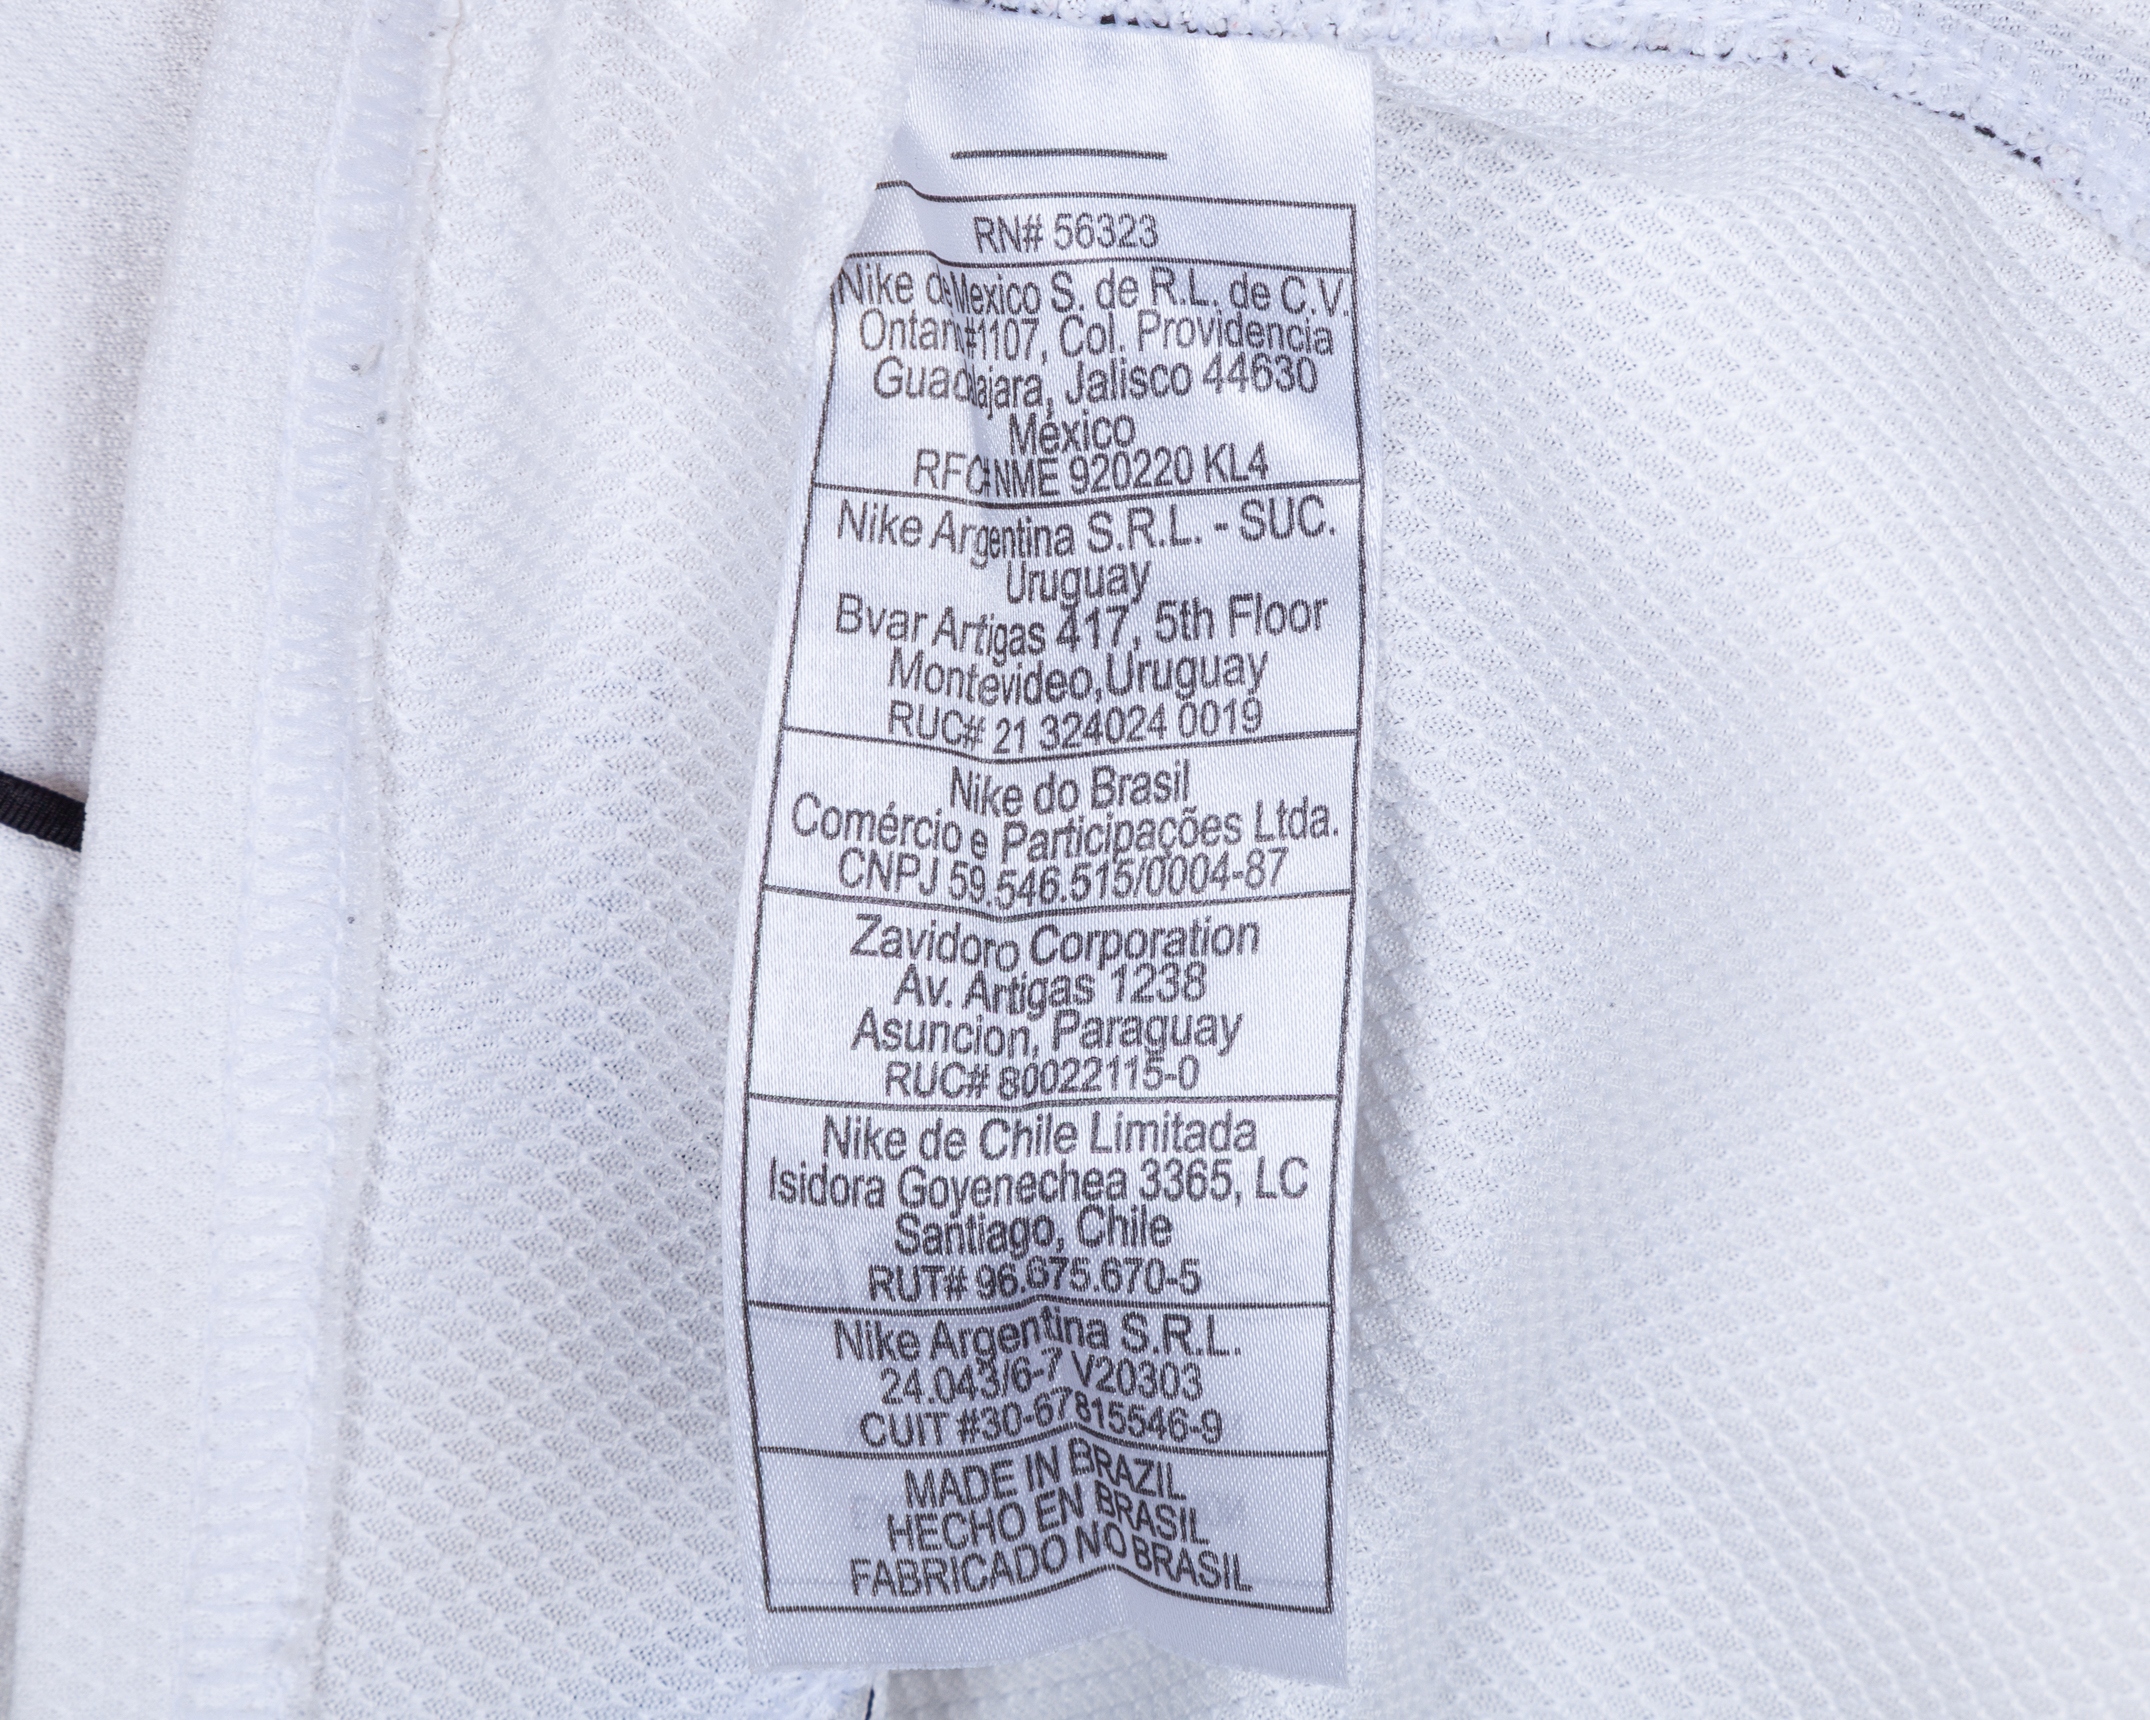 RN# 56323
Nike de Mexico S. de R.L. de C.V.
#1107, Col. Providencia
Guadalajara, Jalisco 44630
México
RFC: NME 920220 KL4
Nike Argentina S.R.L. - SUC.
Uruguay
Bvar Artigas 417, 5th Floor
Montevideo,Uruguay
RUC# 21 324024 0019
Nike do Brasil
Comércio e Participações Ltda.
CNPJ 59.546.515/0004-87
Zavidoro Corporation
Av. Artigas 1238
Asuncion, Paraguay
RUC# 80022115-0
Nike de Chile Limitada
Isidora Goyenechea 3365, LC
Santiago, Chile
RUT# 96.675.670-5
Nike Argentina S.R.L.
24.043/6-7 V20303
CUIT #30-67815546-9
MADE IN BRAZIL
HECHO EN BRASIL
FABRICADO NO BRASIL